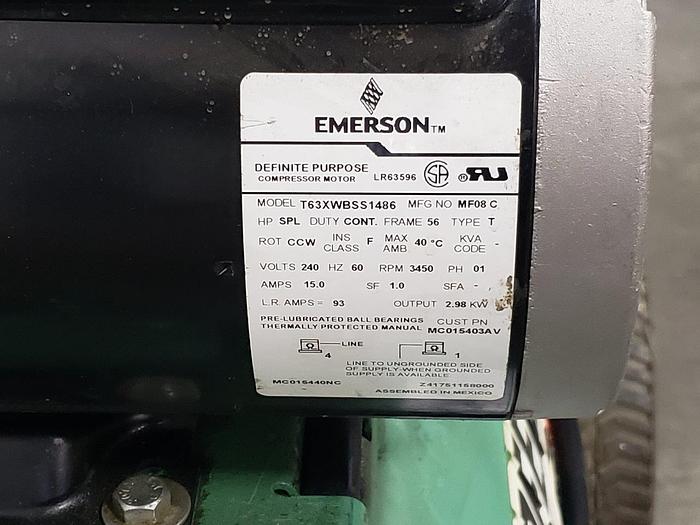 EMERSON™
DEFINITE PURPOSE
COMPRESSOR MOTOR LR63596
MODEL T63XWBSS1486 MFG NO MF08 C
HP SPL DUTY CONT. FRAME 56 TYPE T
ROT CCW INS CLASS F MAX AMB 40 °C KVA CODE -
VOLTS 240 HZ 60 RPM 3450 PH 01
AMPS 15.0 SF 1.0 SFA -
L.R. AMPS = 93 OUTPUT 2.98 KW
PRE-LUBRICATED BALL BEARINGS CUST PN
THERMALLY PROTECTED MANUAL MC015403AV
LINE
4 1
LINE TO UNGROUNDED SIDE
OF SUPPLY-WHEN GROUNDED
SUPPLY IS AVAILABLE.
MC015440NC Z41751158000
ASSEMBLED IN MEXICO